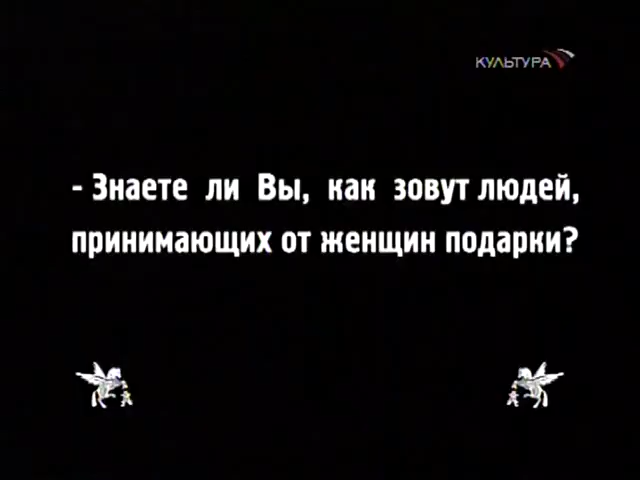 КУЛЬТУРА
- Знаете ли Вы, как зовут людей,
принимающих от женщин подарки?